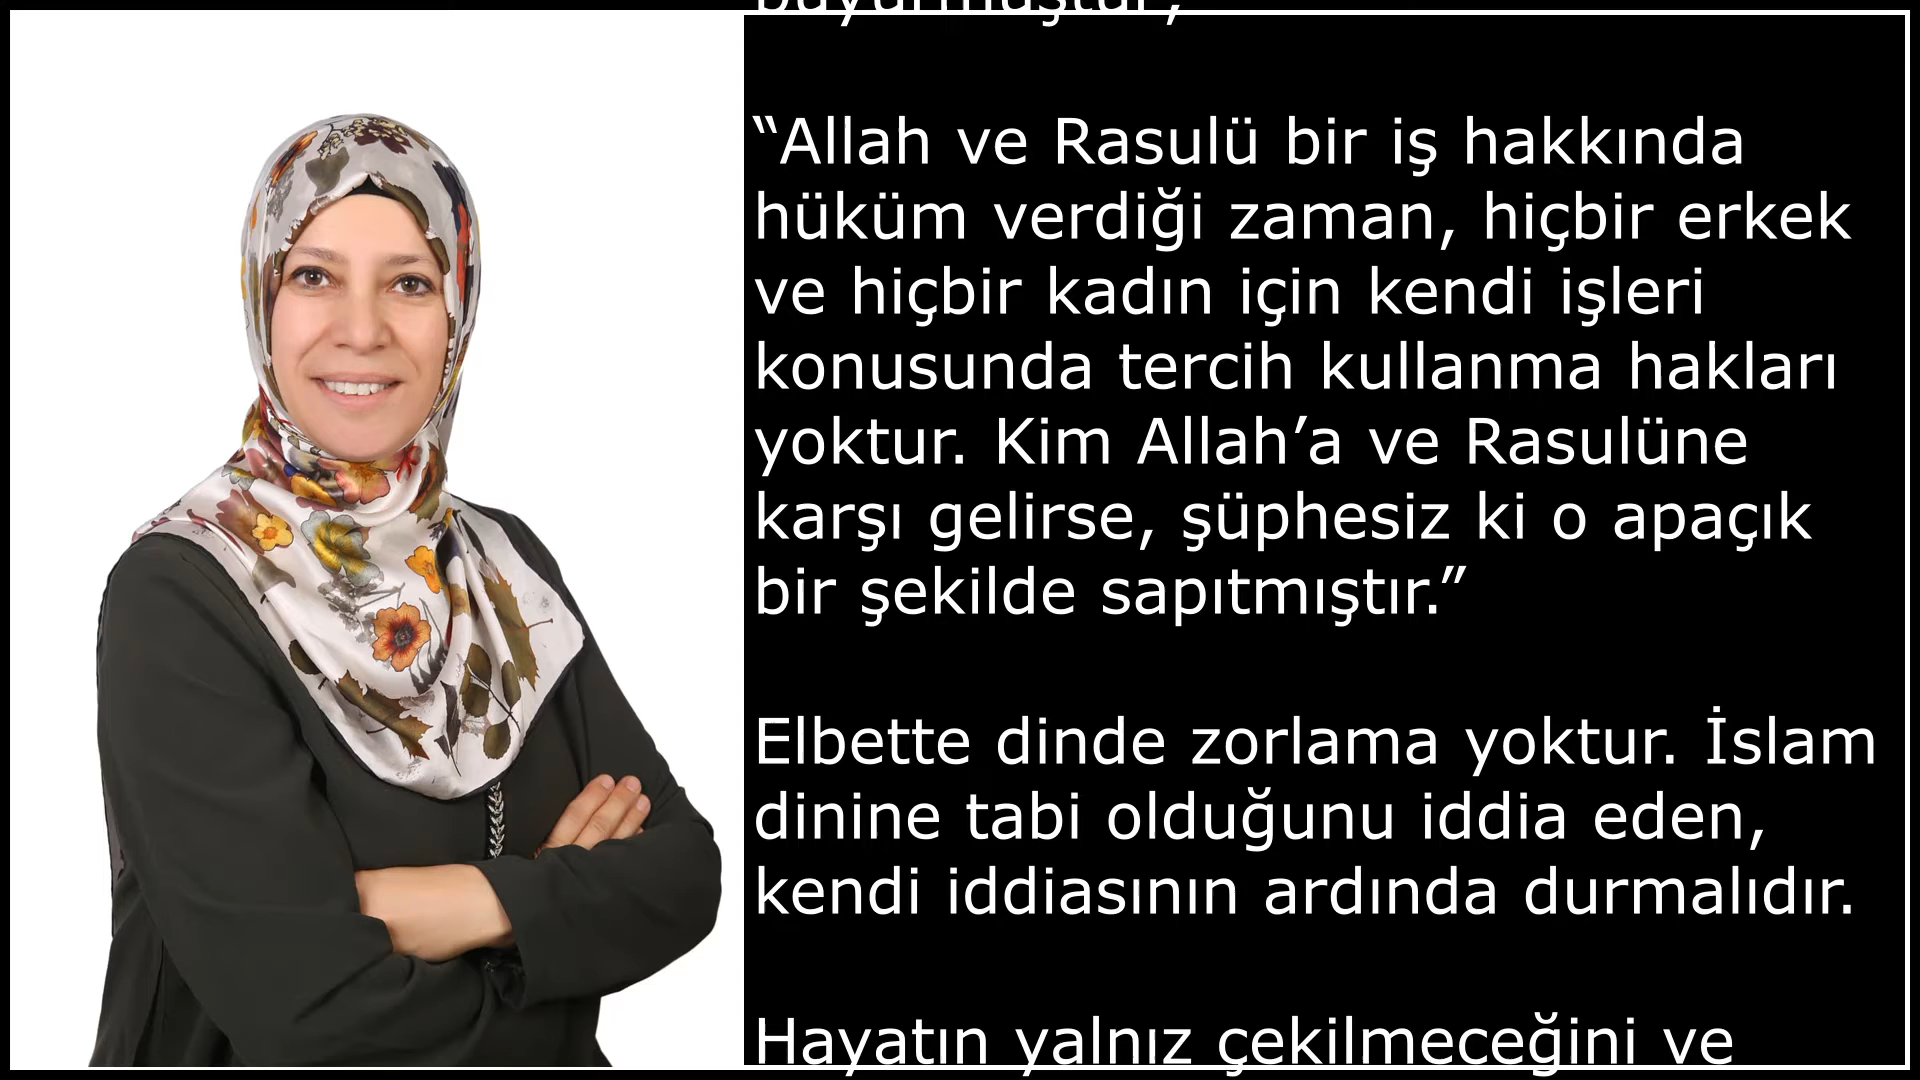 buyurmuştur;
“Allah ve Rasulü bir iş hakkında
hüküm verdiği zaman, hiçbir erkek
ve hiçbir kadın için kendi işleri
konusunda tercih kullanma hakları
yoktur. Kim Allah’a ve Rasulüne
karşı gelirse, şüphesiz ki o apaçık
bir şekilde sapıtmıştır.”
Elbette dinde zorlama yoktur. İslam
dinine tabi olduğunu iddia eden,
kendi iddiasının ardında durmalıdır.
Hayatın yalnız çekilmeceğini ve